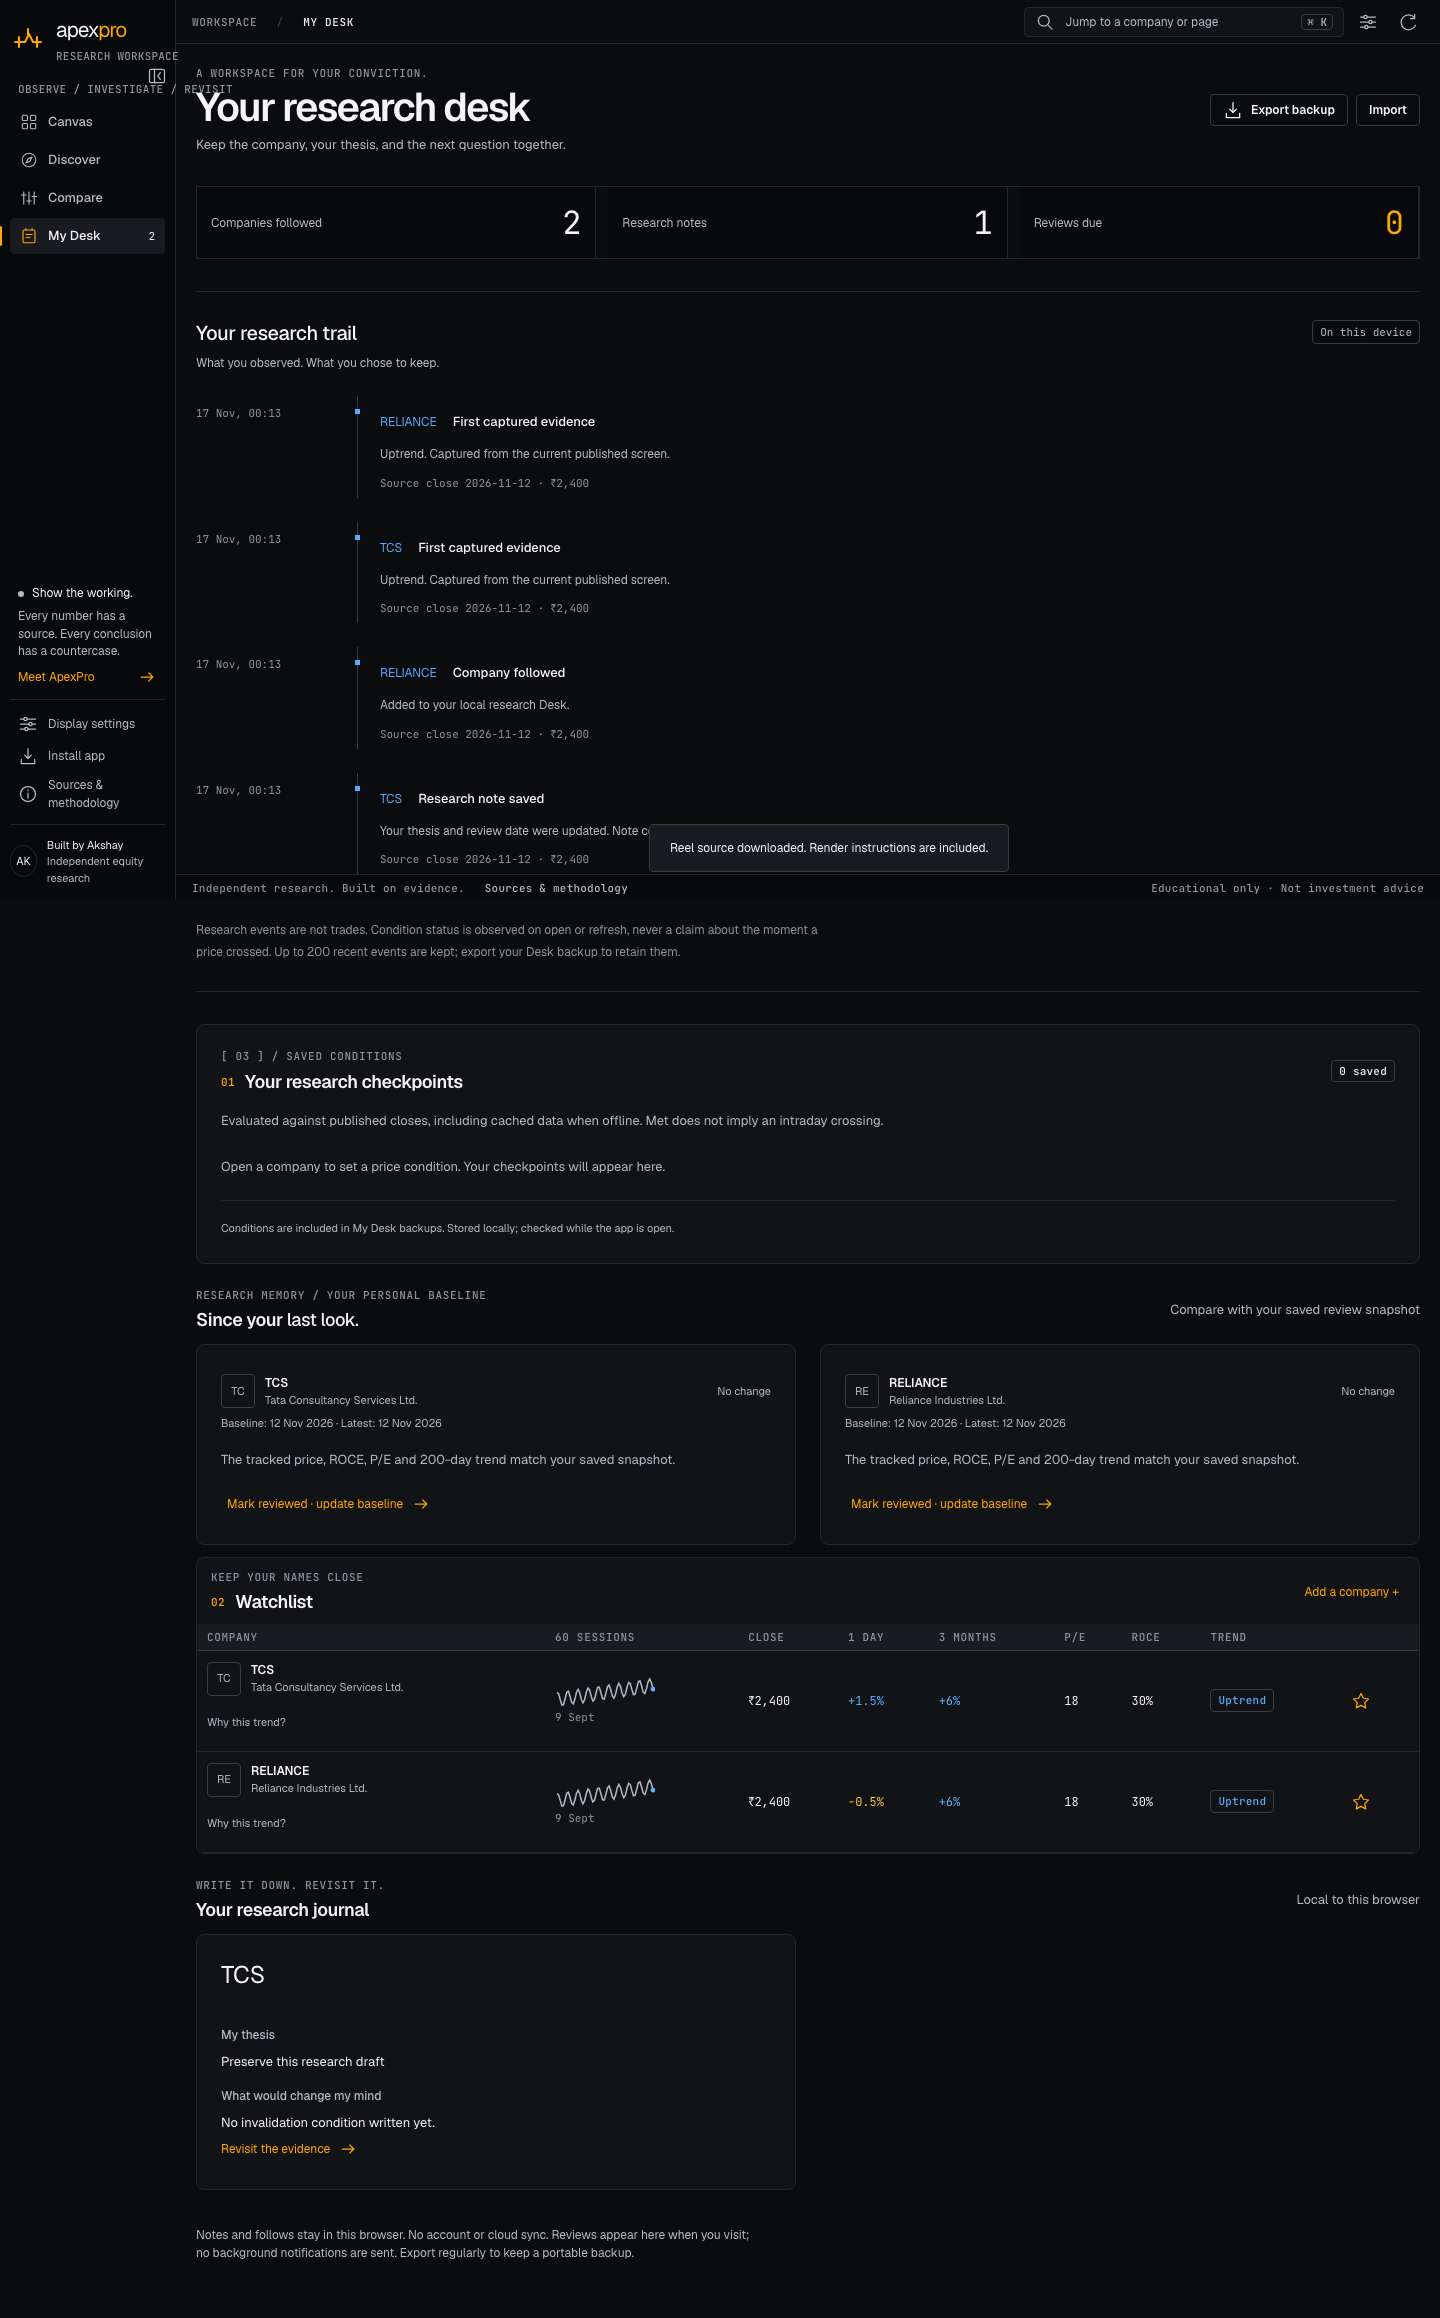 apexpro
RESEARCH WORKSPACE
OBSERVE / INVESTIGATE / REVISIT
Canvas
Discover
Compare
My Desk 2
Show the working.
Every number has a
source. Every conclusion
has a countercase.
Meet ApexPro
Display settings
Install app
Sources &
methodology
AK
Built by Akshay
Independent equity
research
WORKSPACE / MY DESK
Jump to a company or page ⌘ K
A WORKSPACE FOR YOUR CONVICTION.
Your research desk
Keep the company, your thesis, and the next question together.
Export backup
Import
Companies followed 2
Research notes 1
Reviews due 0
Your research trail
On this device
What you observed. What you chose to keep.
17 Nov, 00:13
RELIANCE First captured evidence
Uptrend. Captured from the current published screen.
Source close 2026-11-12 · ₹2,400
17 Nov, 00:13
TCS First captured evidence
Uptrend. Captured from the current published screen.
Source close 2026-11-12 · ₹2,400
17 Nov, 00:13
RELIANCE Company followed
Added to your local research Desk.
Source close 2026-11-12 · ₹2,400
17 Nov, 00:13
TCS Research note saved
Your thesis and review date were updated. Note
Source close 2026-11-12 · ₹2,400
Reel source downloaded. Render instructions are included.
Independent research. Built on evidence. Sources & methodology
Educational only · Not investment advice
Research events are not trades. Condition status is observed on open or refresh, never a claim about the moment a
price crossed. Up to 200 recent events are kept; export your Desk backup to retain them.
[ 03 ] / SAVED CONDITIONS
01 Your research checkpoints
0 saved
Evaluated against published closes, including cached data when offline. Met does not imply an intraday crossing.
Open a company to set a price condition. Your checkpoints will appear here.
Conditions are included in My Desk backups. Stored locally; checked while the app is open.
RESEARCH MEMORY / YOUR PERSONAL BASELINE
Since your last look.
Compare with your saved review snapshot
TC
TCS
Tata Consultancy Services Ltd.
No change
Baseline: 12 Nov 2026 · Latest: 12 Nov 2026
The tracked price, ROCE, P/E and 200-day trend match your saved snapshot.
Mark reviewed · update baseline
RE
RELIANCE
Reliance Industries Ltd.
No change
Baseline: 12 Nov 2026 · Latest: 12 Nov 2026
The tracked price, ROCE, P/E and 200-day trend match your saved snapshot.
Mark reviewed · update baseline
KEEP YOUR NAMES CLOSE
02 Watchlist
Add a company +
COMPANY 60 SESSIONS CLOSE 1 DAY 3 MONTHS P/E ROCE TREND
TC
TCS
Tata Consultancy Services Ltd.
Why this trend?
9 Sept
₹2,400 +1.5% +6% 18 30% Uptrend
RE
RELIANCE
Reliance Industries Ltd.
Why this trend?
9 Sept
₹2,400 -0.5% +6% 18 30% Uptrend
WRITE IT DOWN. REVISIT IT.
Your research journal
Local to this browser
TCS
My thesis
Preserve this research draft
What would change my mind
No invalidation condition written yet.
Revisit the evidence
Notes and follows stay in this browser. No account or cloud sync. Reviews appear here when you visit;
no background notifications are sent. Export regularly to keep a portable backup.